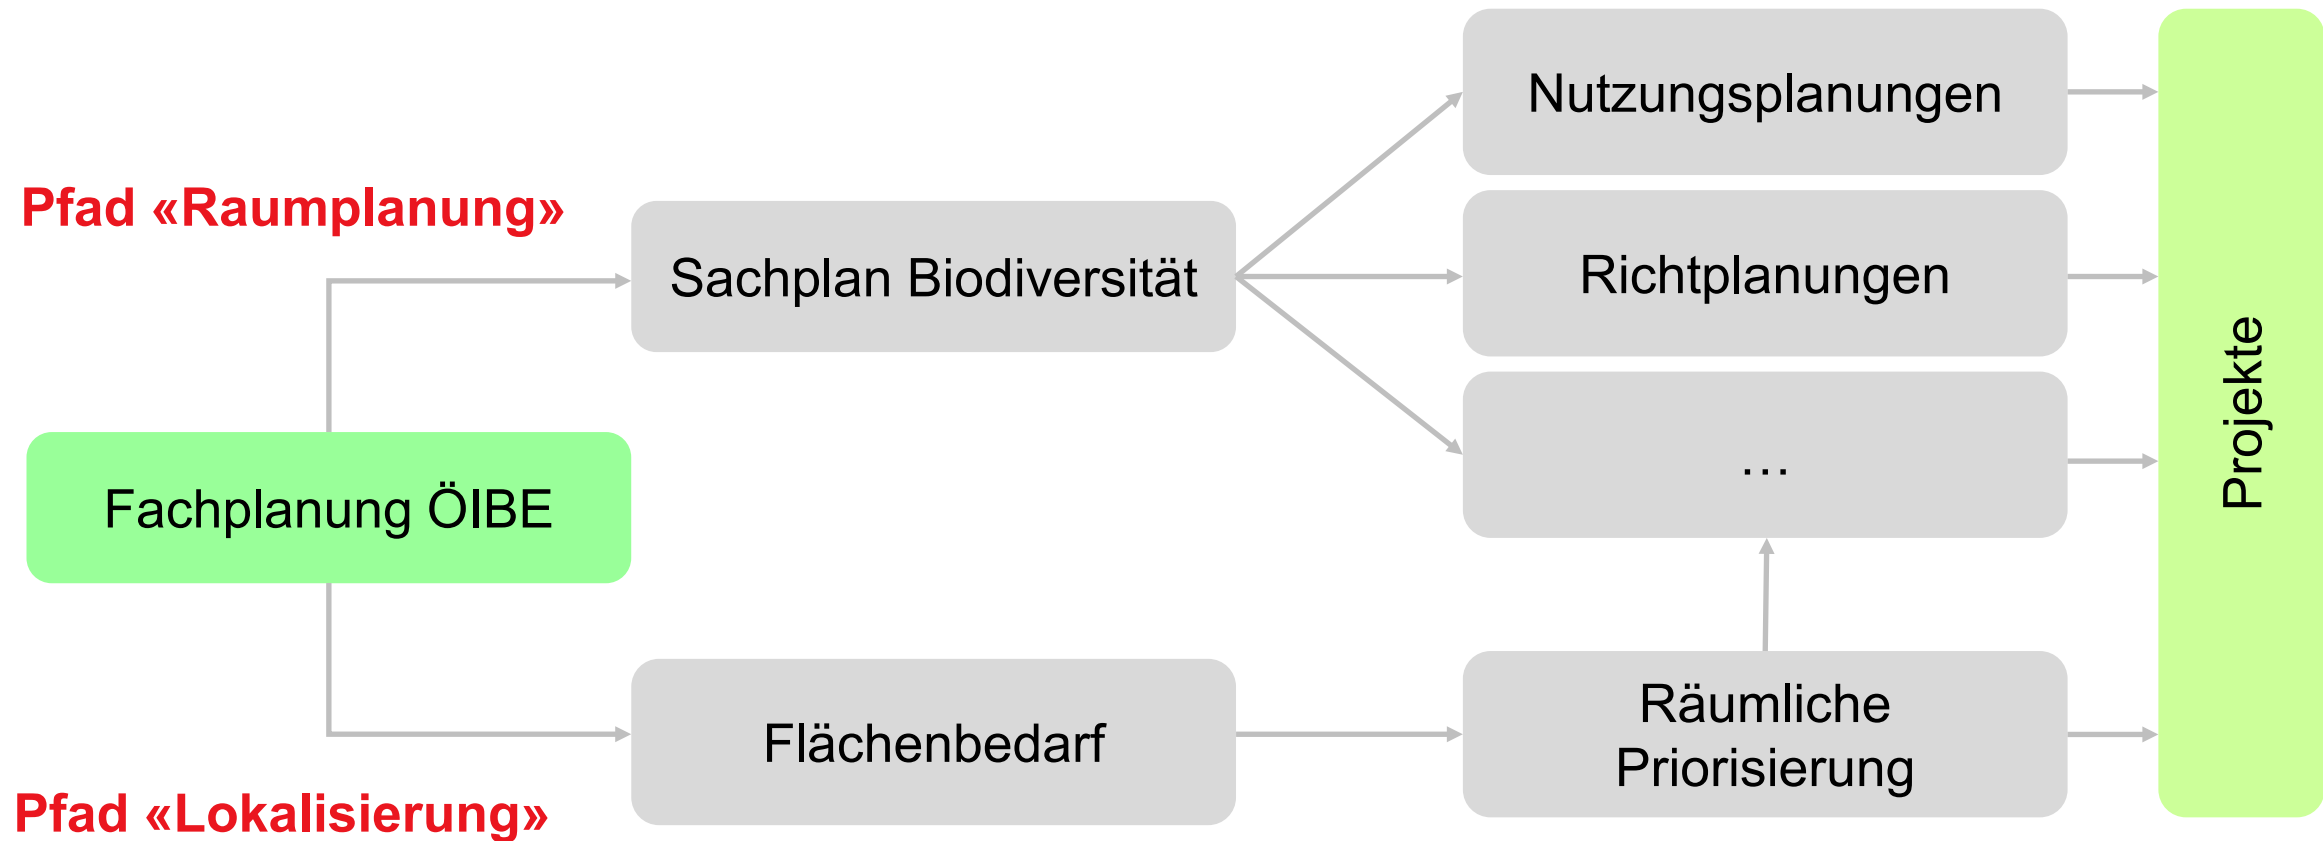 Pfad «Raumplanung»
Fachplanung ÖIBE
Pfad «Lokalisierung»
Sachplan Biodiversität
Flächenbedarf
Nutzungsplanungen
Richtplanungen
…
Räumliche
Priorisierung
Projekte